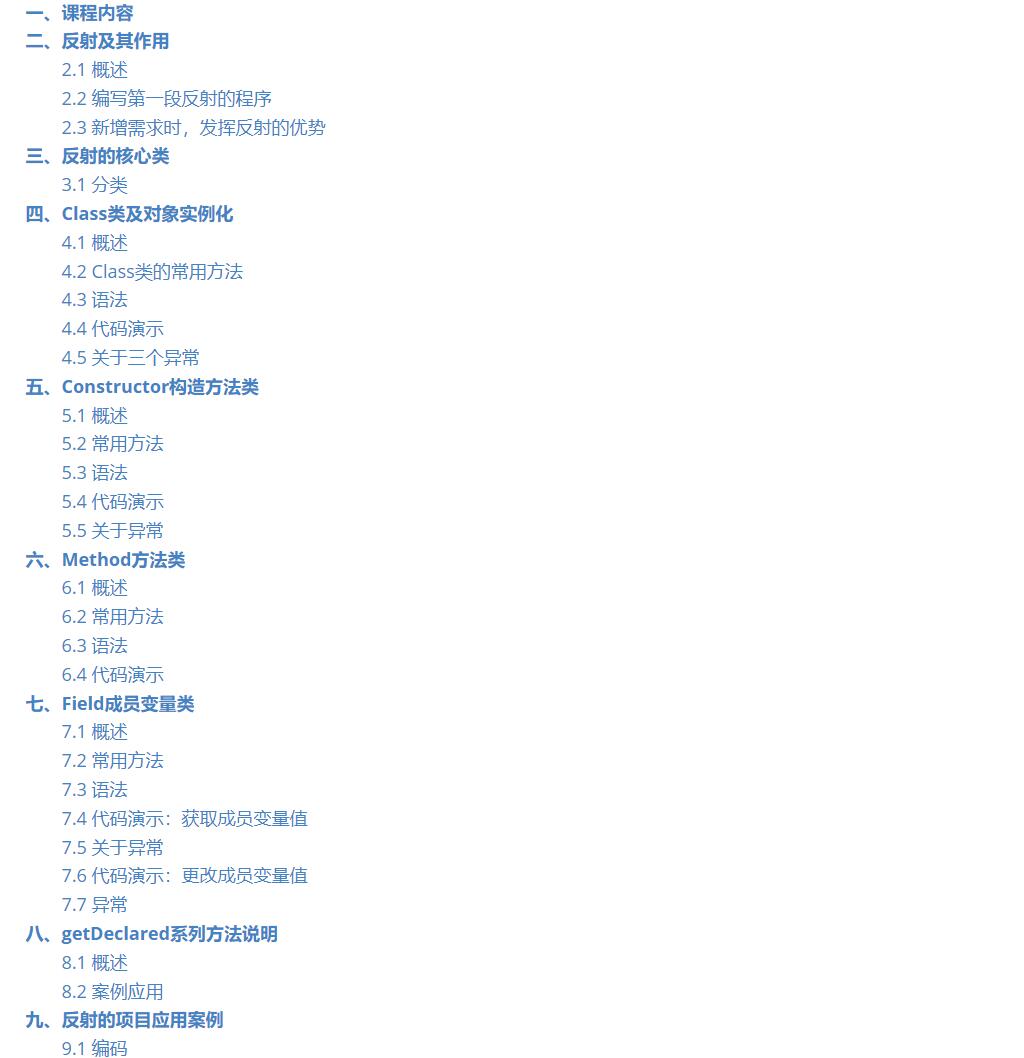 一、课程内容
二、反射及其作用
2.1 概述
2.2 编写第一段反射的程序
2.3 新增需求时，发挥反射的优势
三、反射的核心类
3.1 分类
四、Class类及对象实例化
4.1 概述
4.2 Class类的常用方法
4.3 语法
4.4 代码演示
4.5 关于三个异常
五、Constructor构造方法类
5.1 概述
5.2 常用方法
5.3 语法
5.4 代码演示
5.5 关于异常
六、Method方法类
6.1 概述
6.2 常用方法
6.3 语法
6.4 代码演示
七、Field成员变量类
7.1 概述
7.2 常用方法
7.3 语法
7.4 代码演示：获取成员变量值
7.5 关于异常
7.6 代码演示：更改成员变量值
7.7 异常
八、getDeclared系列方法说明
8.1 概述
8.2 案例应用
九、反射的项目应用案例
9.1 编码